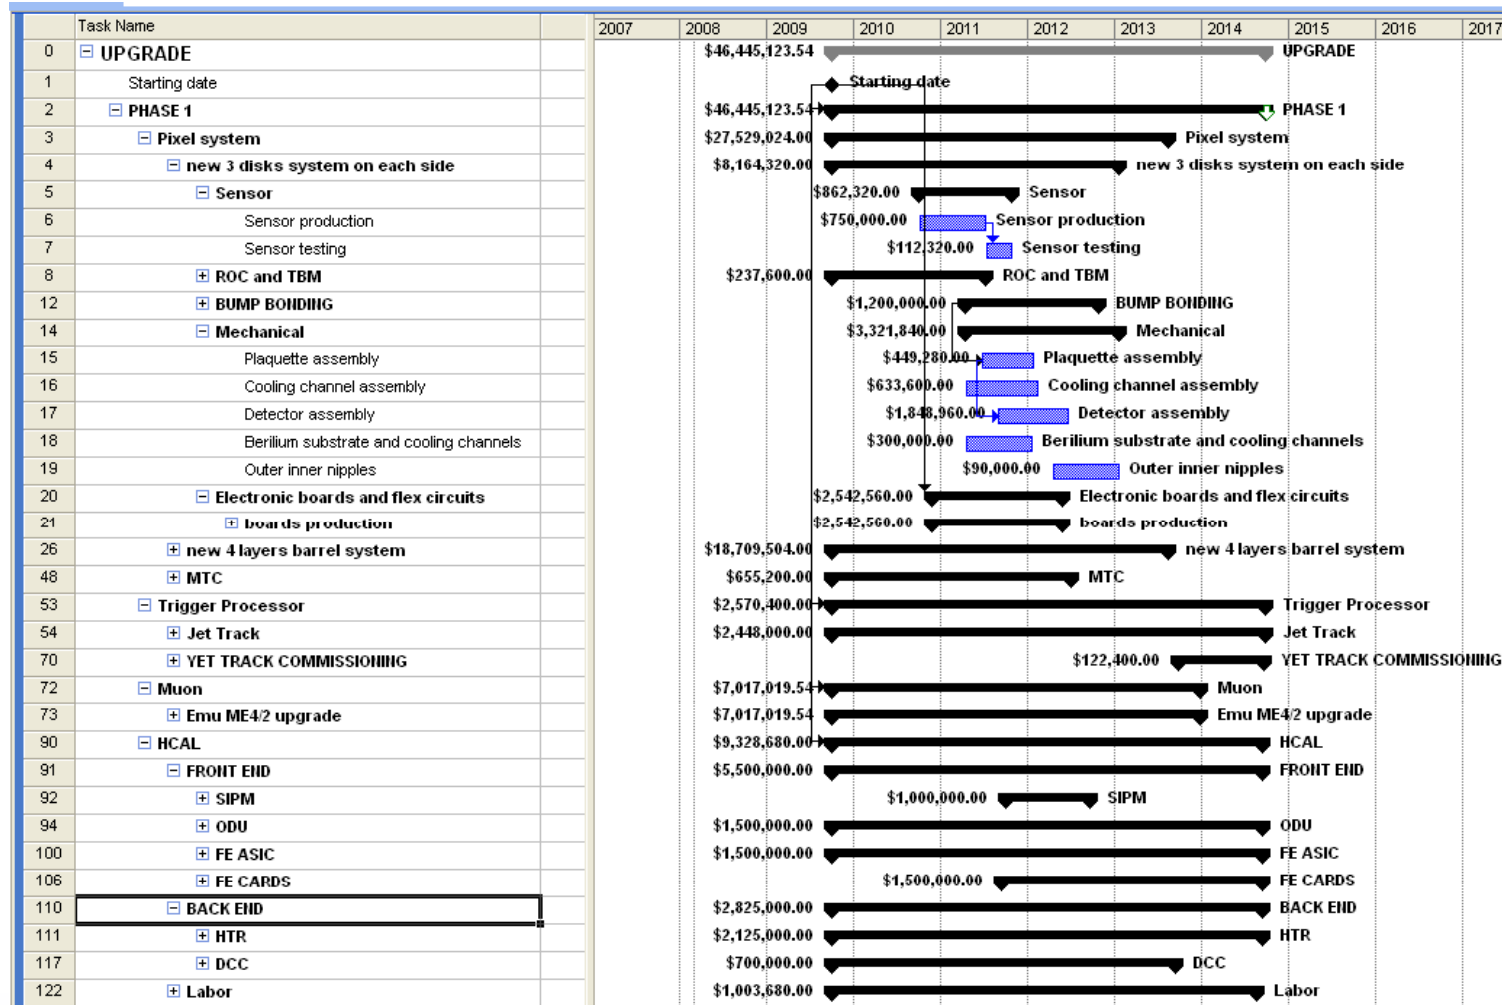 Task Name 2007 2008 2009 2010 2011 2012 2013 2014 2015 2016 2017
0 UPGRADE $46,445,123.54 UPGRADE
1 Starting date Starting date
2 PHASE 1 $46,445,123.54 PHASE 1
3 Pixel system $27,529,024.00 Pixel system
4 new 3 disks system on each side $8,164,320.00 new 3 disks system on each side
5 Sensor $862,320.00 Sensor
6 Sensor production $750,000.00 Sensor production
7 Sensor testing $112,320.00 Sensor testing
8 ROC and TBM $237,600.00 ROC and TBM
12 BUMP BONDING $1,200,000.00 BUMP BONDING
14 Mechanical $3,321,840.00 Mechanical
15 Plaquette assembly $449,280.00 Plaquette assembly
16 Cooling channel assembly $633,600.00 Cooling channel assembly
17 Detector assembly $1,848,960.00 Detector assembly
18 Berilium substrate and cooling channels $300,000.00 Berilium substrate and cooling channels
19 Outer inner nipples $90,000.00 Outer inner nipples
20 Electronic boards and flex circuits $2,542,560.00 Electronic boards and flex circuits
21 boards production $2,542,560.00 boards production
26 new 4 layers barrel system $18,709,504.00 new 4 layers barrel system
48 MTC $655,200.00 MTC
53 Trigger Processor $2,570,400.00 Trigger Processor
54 Jet Track $2,448,000.00 Jet Track
70 YET TRACK COMMISSIONING $122,400.00 YET TRACK COMMISSIONING
72 Muon $7,017,019.54 Muon
73 Emu ME4/2 upgrade $7,017,019.54 Emu ME4/2 upgrade
90 HCAL $9,328,680.00 HCAL
91 FRONT END $5,500,000.00 FRONT END
92 SIPM $1,000,000.00 SIPM
94 ODU $1,500,000.00 ODU
100 FE ASIC $1,500,000.00 FE ASIC
106 FE CARDS $1,500,000.00 FE CARDS
110 BACK END $2,825,000.00 BACK END
111 HTR $2,125,000.00 HTR
117 DCC $700,000.00 DCC
122 Labor $1,003,680.00 Labor